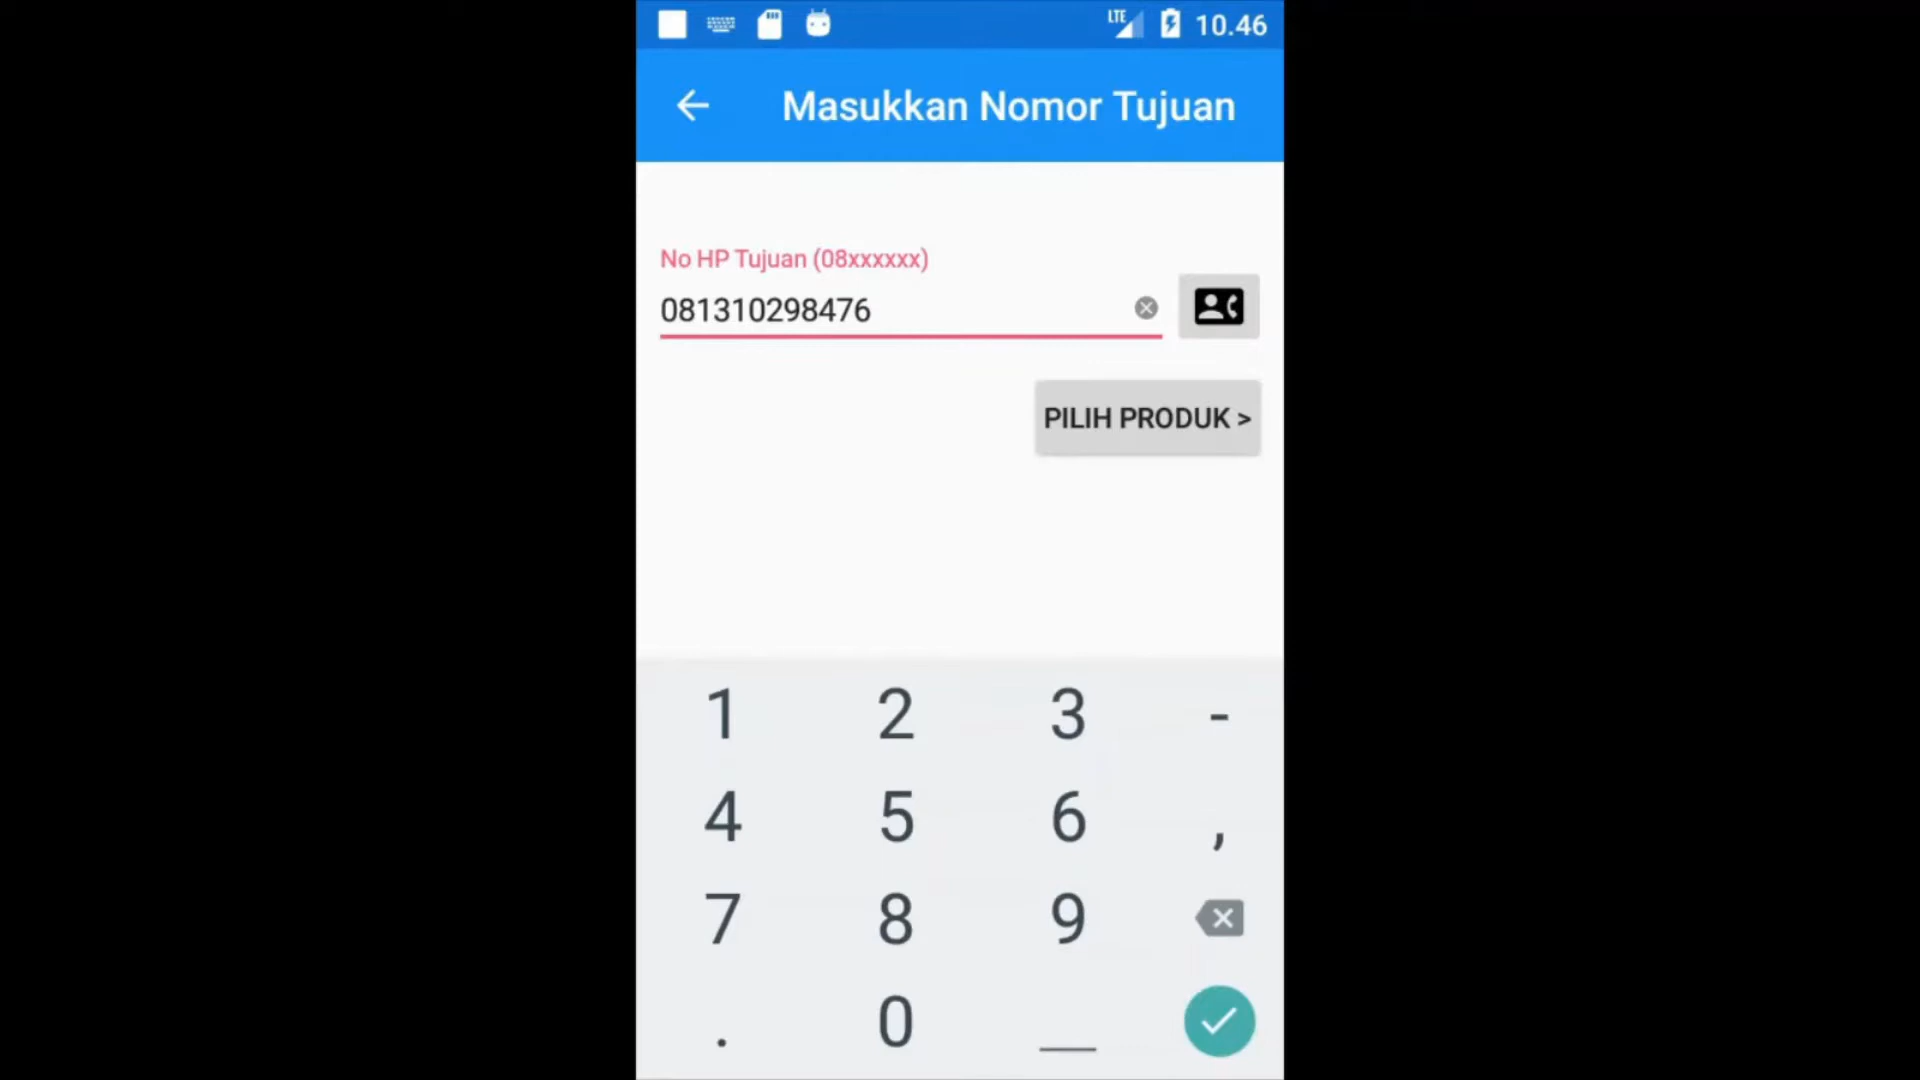 LTE 10.46
Masukkan Nomor Tujuan
No HP Tujuan (08xxxxxx)
081310298476
PILIH PRODUK >
1 2 3 -
4 5 6 ,
7 8 9
. 0 _